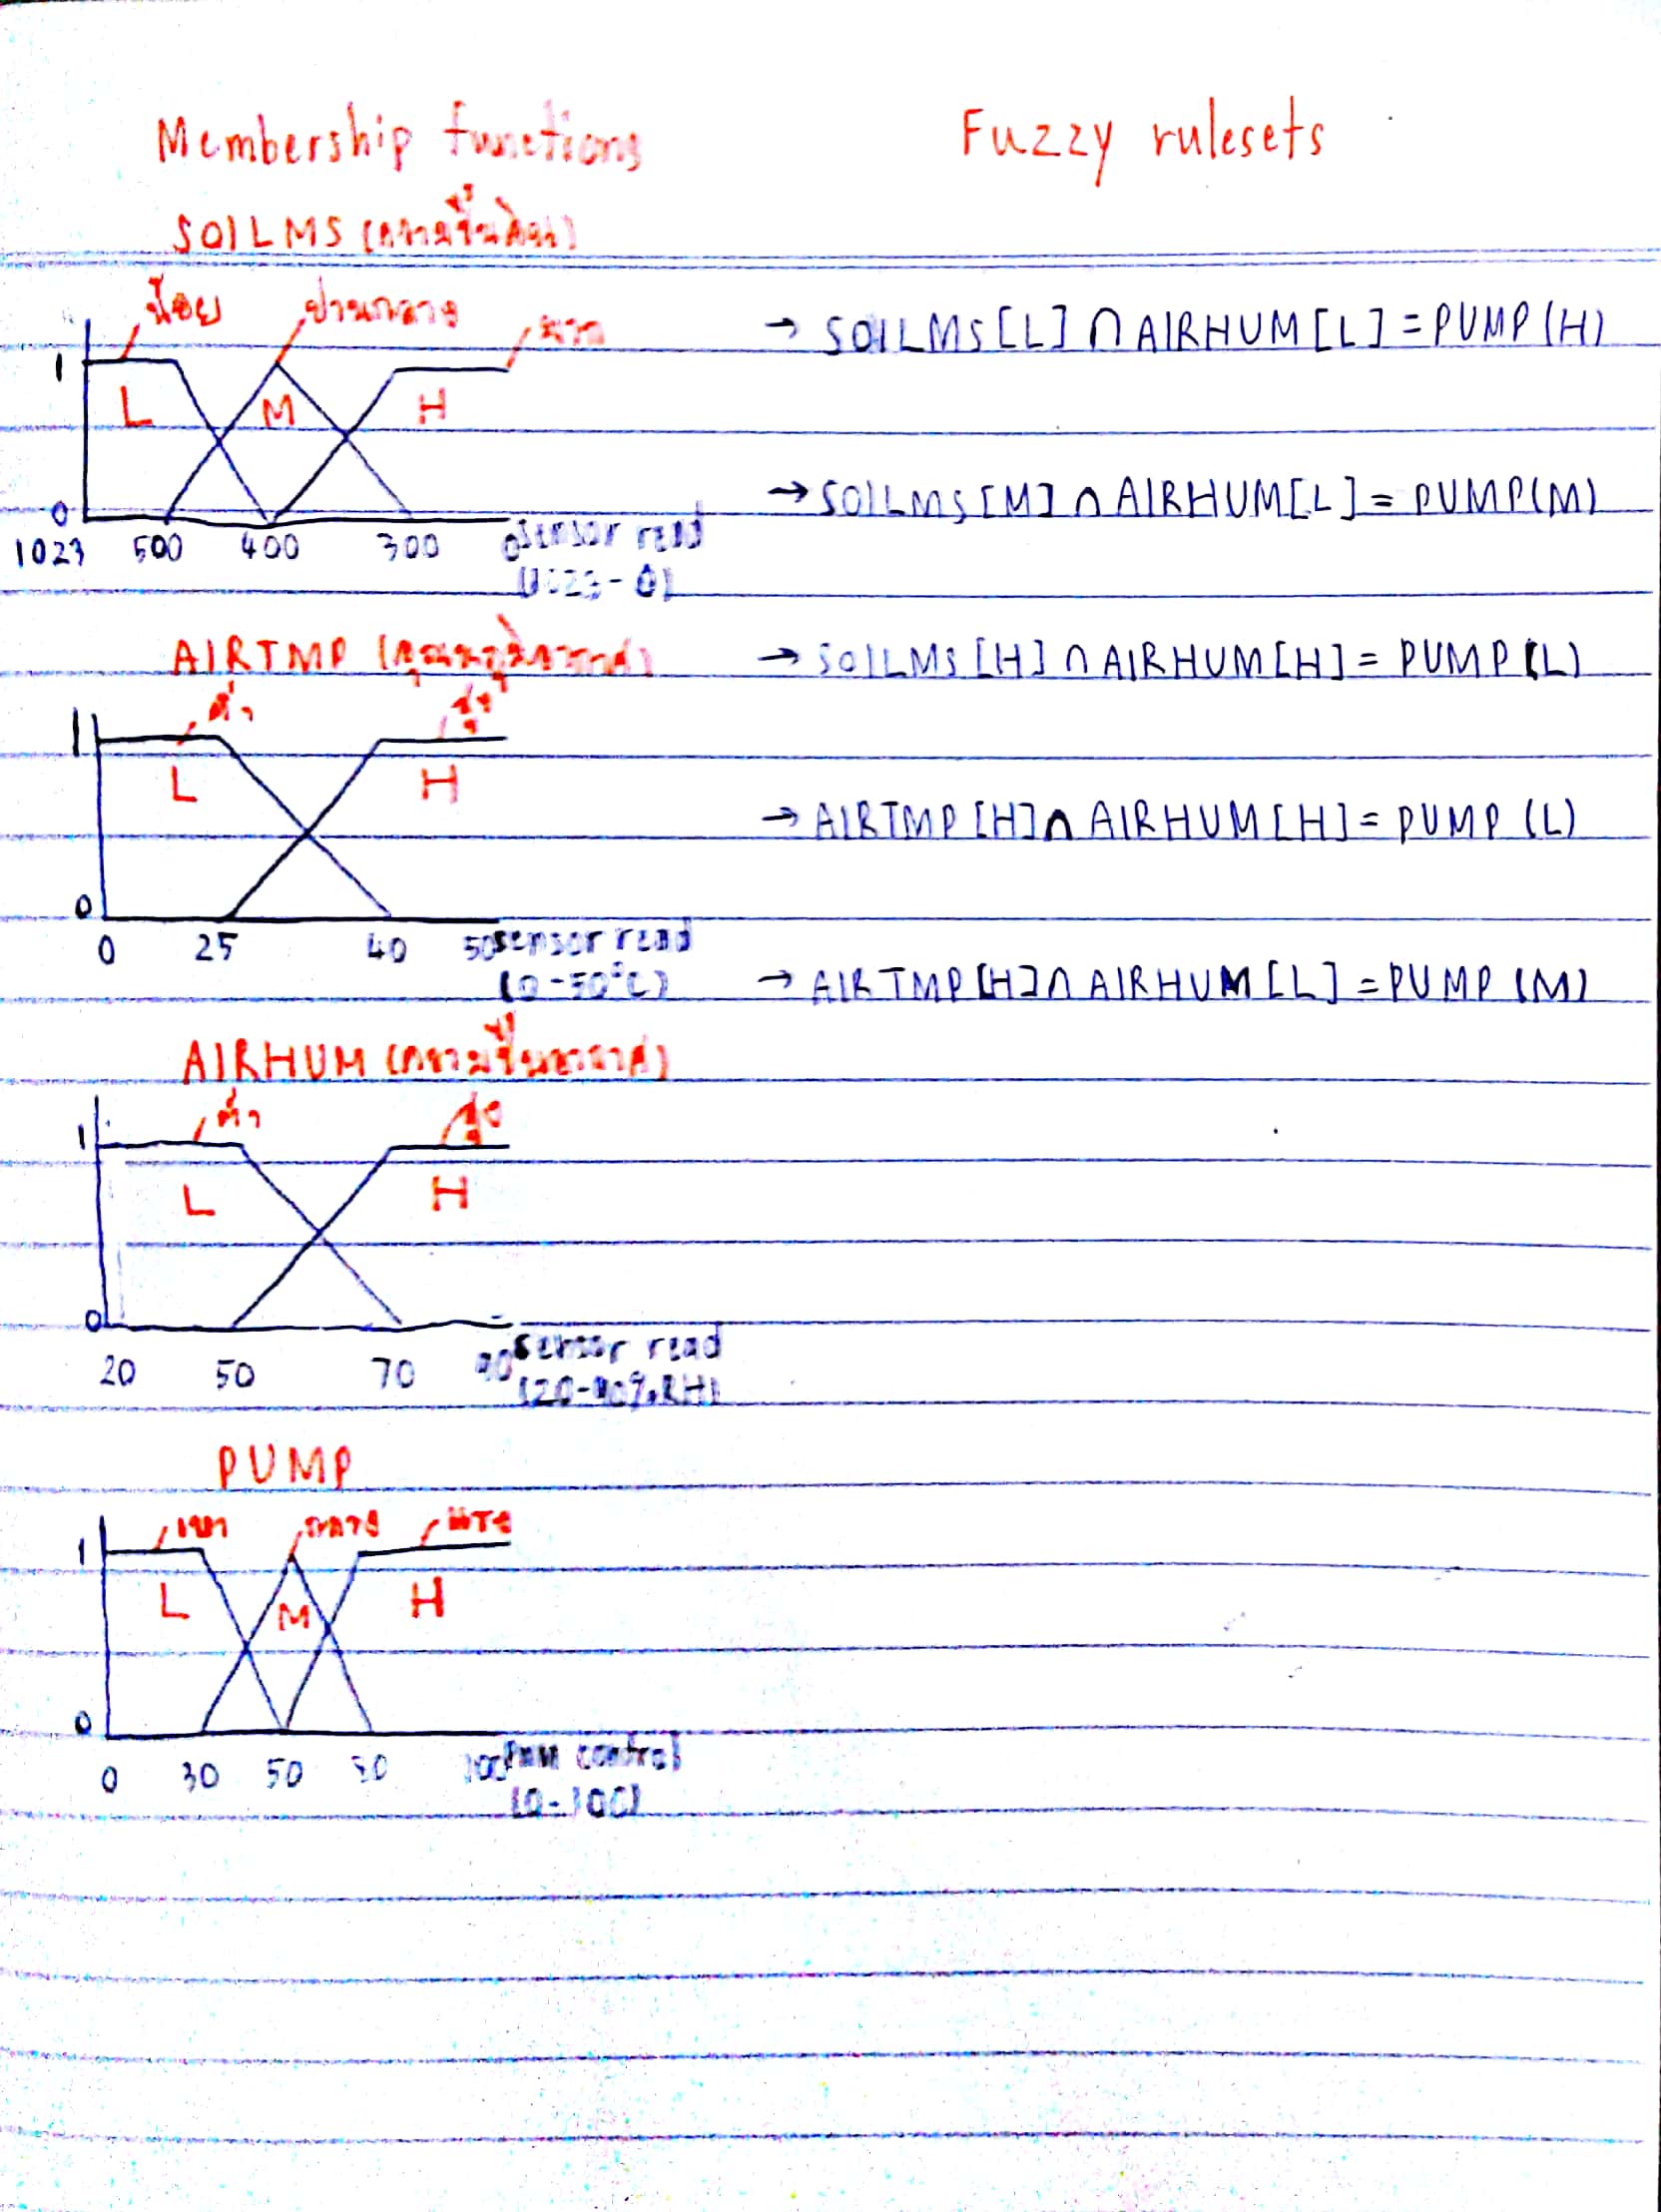 Membership functions
Fuzzy rulesets
SOILMS (ความชื้นดิน)
น้อย
ปานกลาง
มาก
1
L
M
H
0
1023 500 400 300 0
sensor read
(1023-0)
→ SOILMS[L] ∩ AIRHUM[L] = PUMP(H)
→ SOILMS[M] ∩ AIRHUM[L] = PUMP(M)
→ SOILMS[H] ∩ AIRHUM[H] = PUMP(L)
→ AIRTMP[H] ∩ AIRHUM[H] = PUMP(L)
→ AIRTMP[H] ∩ AIRHUM[L] = PUMP(M)
AIRTMP (อุณหภูมิอากาศ)
ต่ำ
สูง
1
L
H
0
0 25 40 50
sensor read
(0-50°C)
AIRHUM (ความชื้นอากาศ)
ต่ำ
สูง
1
L
H
0
20 50 70 90
sensor read
(20-90%RH)
PUMP
เบา
กลาง
แรง
1
L
M
H
0
0 30 50 100
PWM control
(0-100)